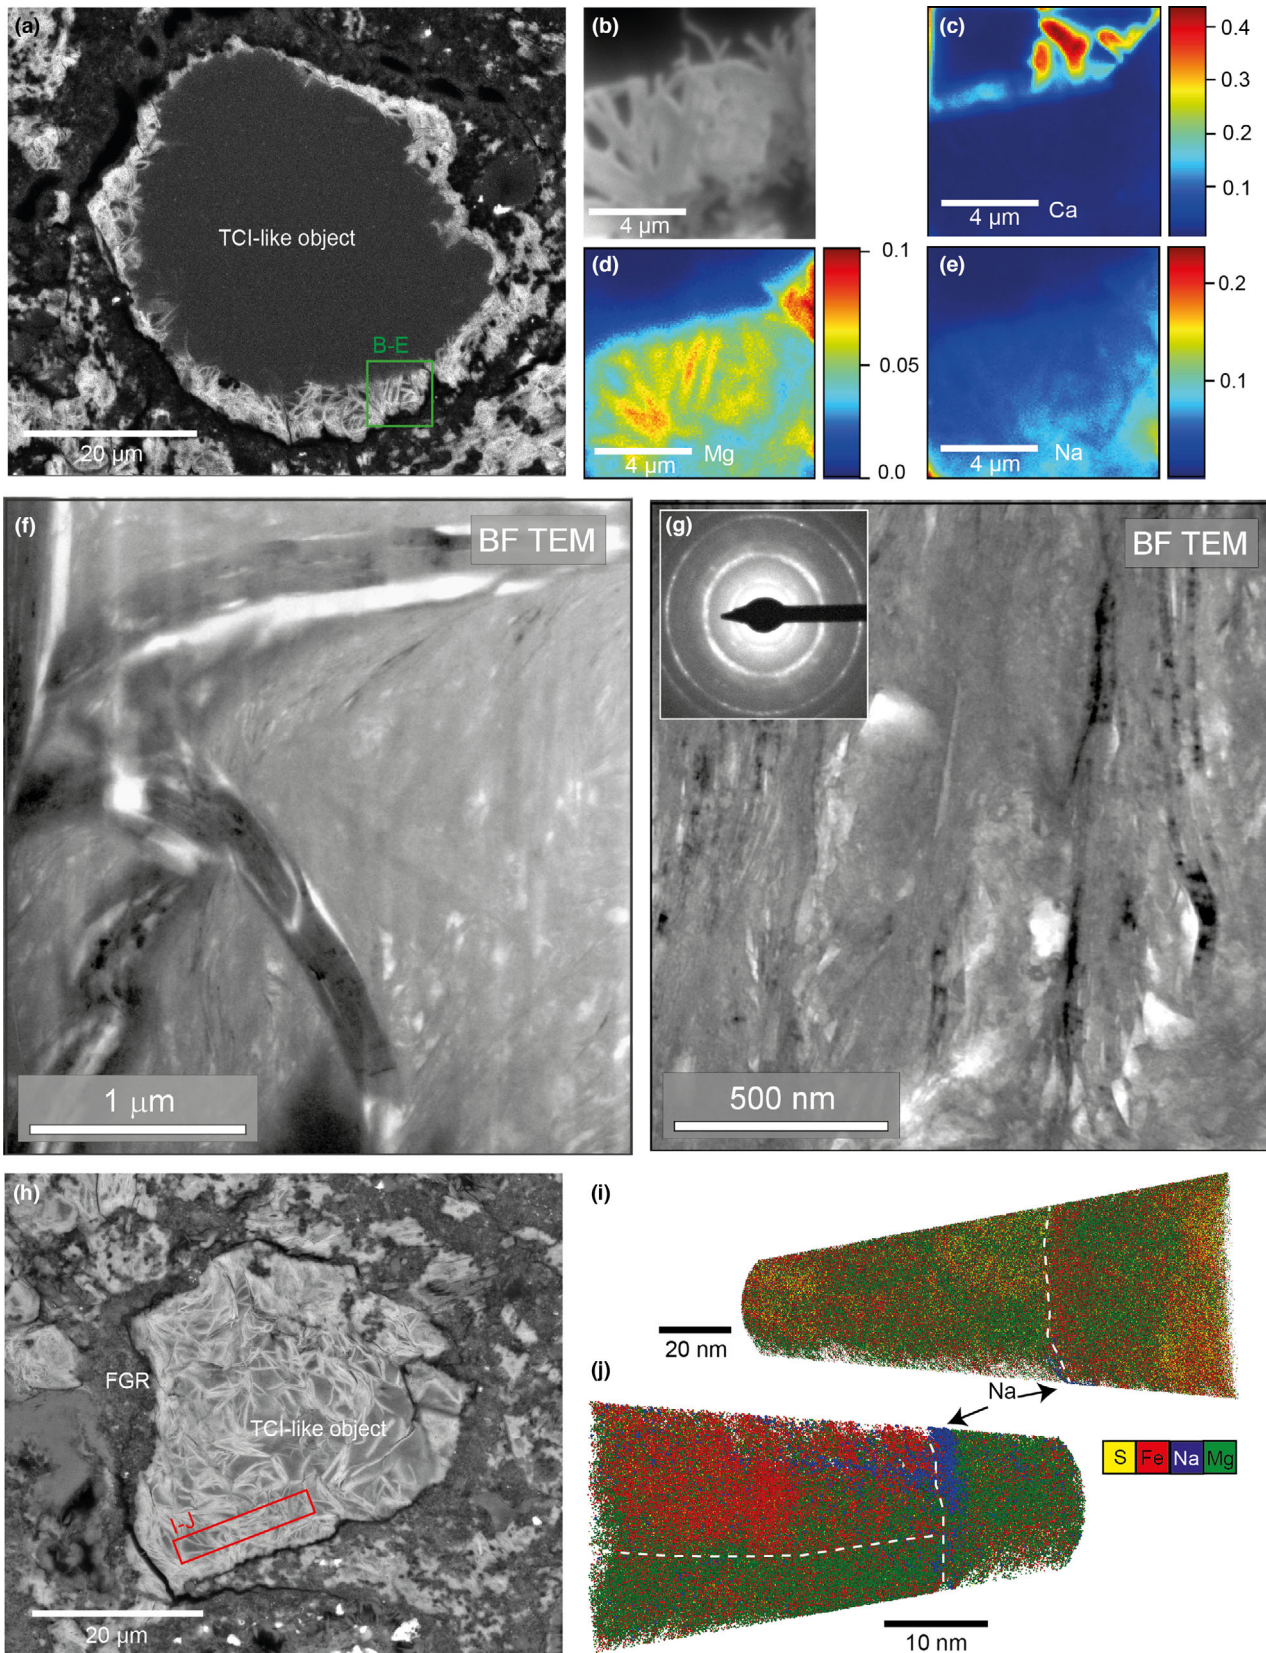 (a)
TCI-like object
B-E
20 µm
(b)
4 µm
(c)
4 µm
Ca
0.4
0.3
0.2
0.1
(d)
4 µm
Mg
0.1
0.05
0.0
(e)
4 µm
Na
0.2
0.1
(f)
BF TEM
1 µm
(g)
BF TEM
500 nm
(h)
FGR
TCI-like object
I-J
20 µm
(i)
20 nm
(j)
Na
S Fe Na Mg
10 nm